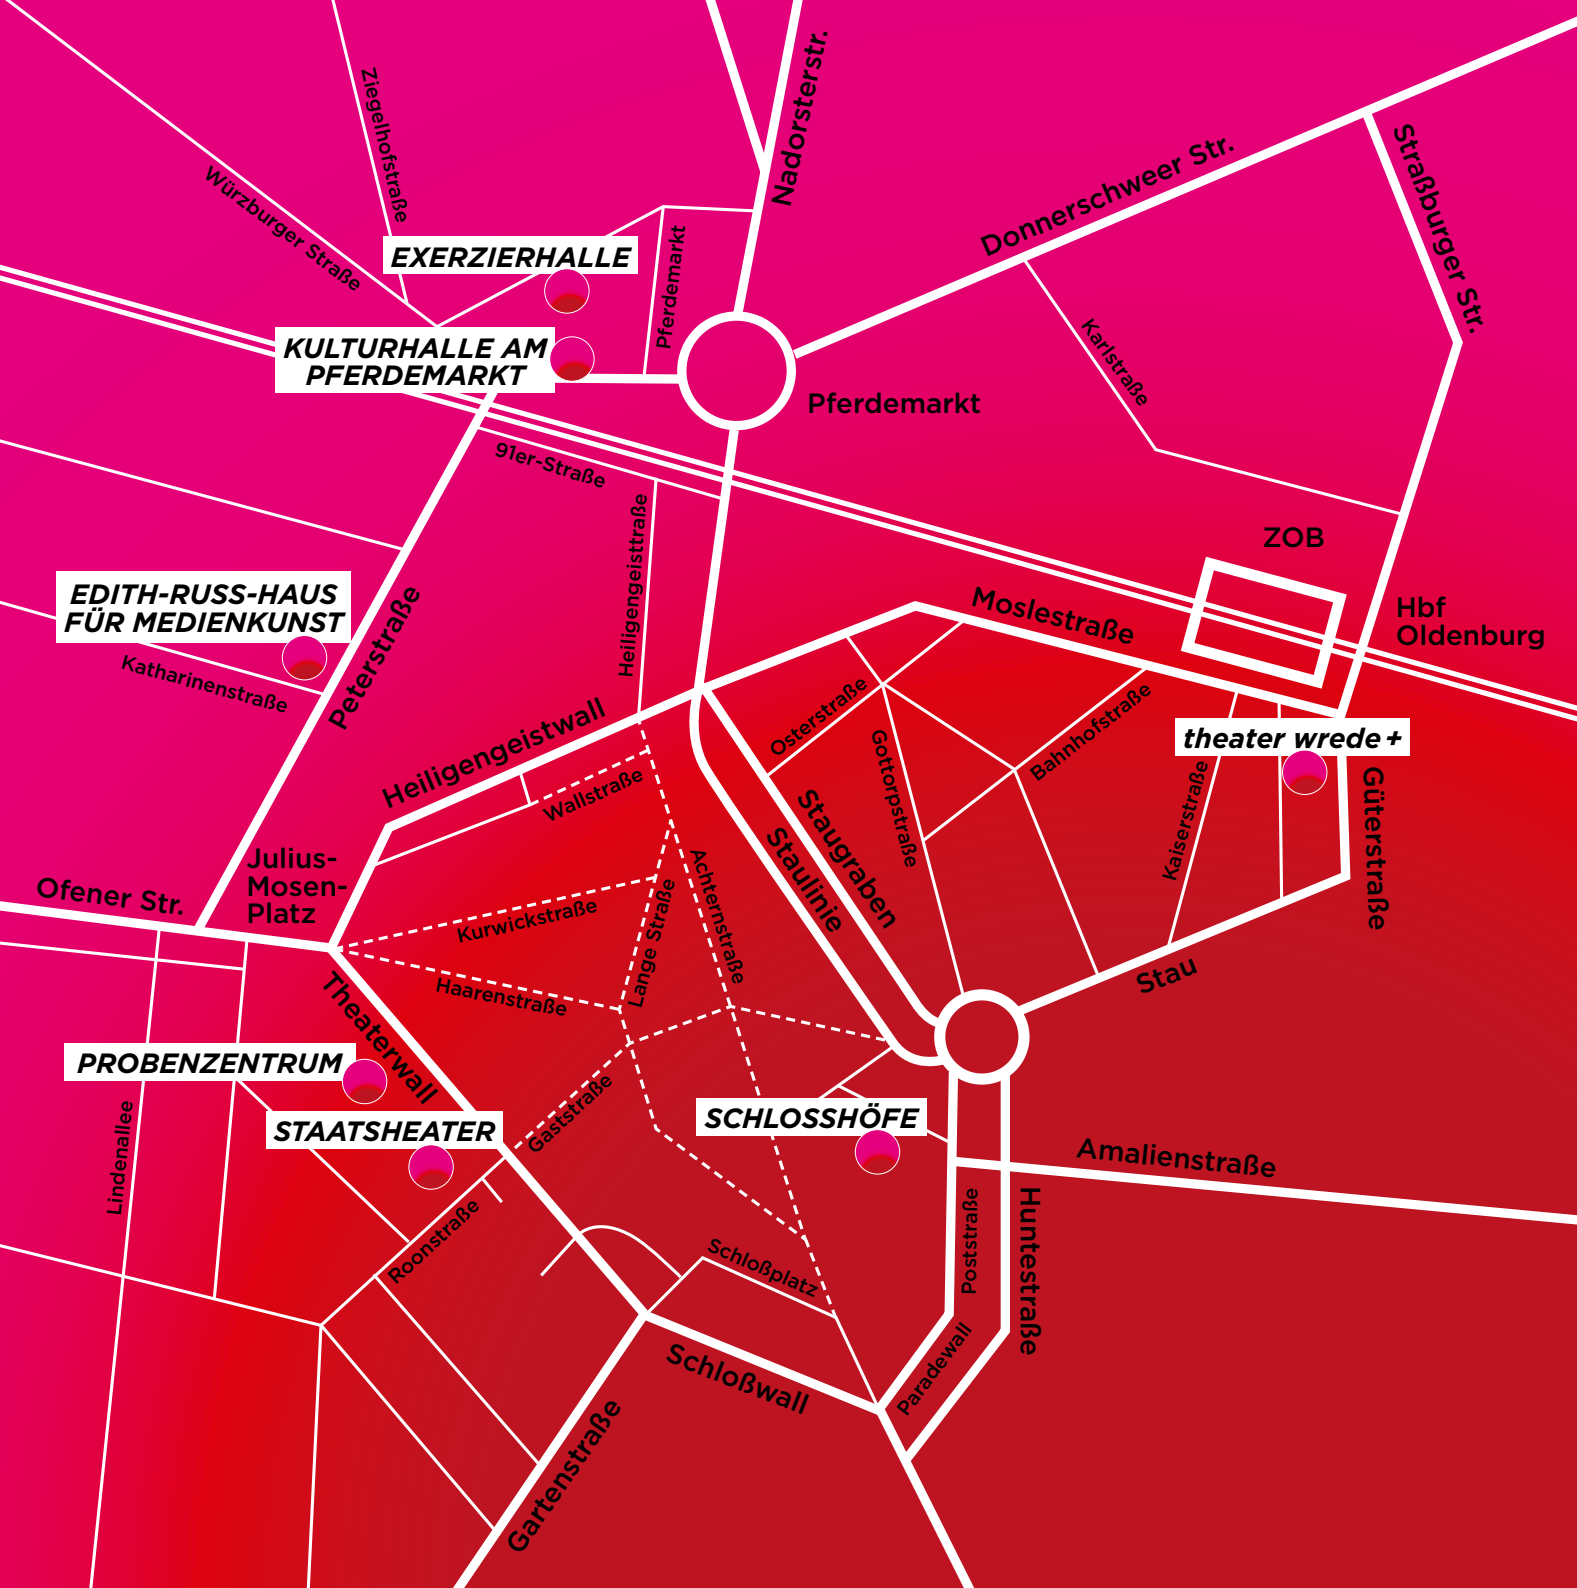 Nadorsterstr.
Ziegelhofstraße
Würzburger Straße
Donnerschweer Str.
Straßburger Str.
EXERZIERHALLE
Pferdemarkt
KULTURHALLE AM
PFERDEMARKT
Karlstraße
Pferdemarkt
91er-Straße
Heiligengeisttraße
ZOB
Hbf
Oldenburg
EDITH-RUSS-HAUS
FÜR MEDIENKUNST
Katharinenstraße
Peterstraße
Moslestraße
Heiligengeistwall
Osterstraße
Gottorpstraße
Bahnhofstraße
theater wrede +
Kaiserstraße
Güterstraße
Wallstraße
Staugraben
Staulinie
Achternstraße
Julius-
Mosen-
Platz
Ofener Str.
Kurwickstraße
Lange Straße
Haarenstraße
Stau
Theaterwall
PROBENZENTRUM
Gaststraße
STAATSHEATER
SCHLOSSHÖFE
Lindenallee
Amalienstraße
Roonstraße
Poststraße
Huntestraße
Schloßplatz
Paradewall
Schloßwall
Gartenstraße